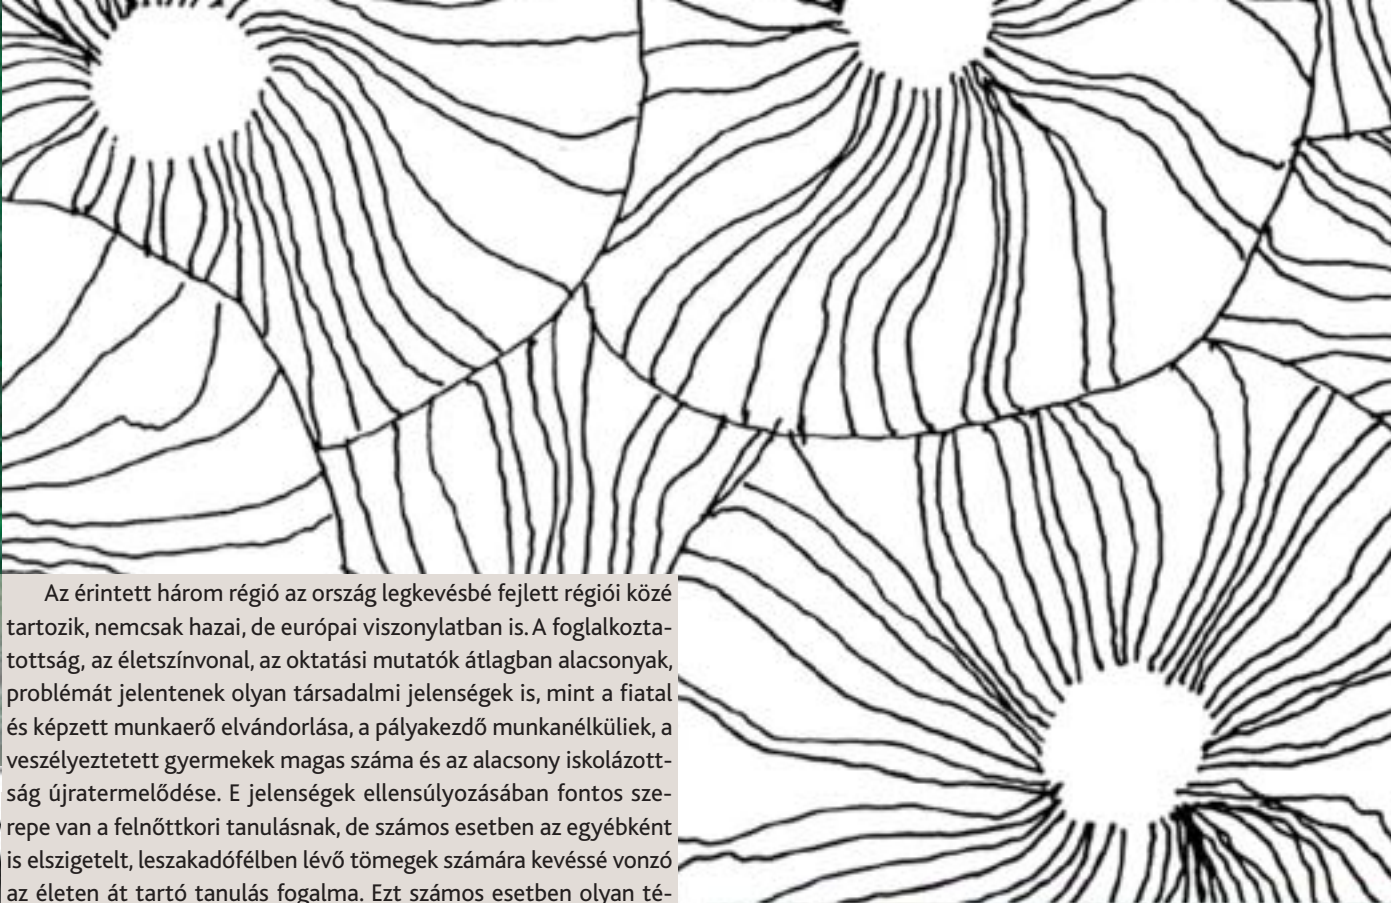 Az érintett három régió az ország legkevésbé fejlett régiói közé
tartozik, nemcsak hazai, de európai viszonylatban is. A foglalkozta-
tottság, az életszínvonal, az oktatási mutatók átlagban alacsonyak,
problémát jelentenek olyan társadalmi jelenségek is, mint a fiatal
és képzett munkaerő elvándorlása, a pályakezdő munkanélküliek, a
veszélyeztetett gyermekek magas száma és az alacsony iskolázott-
ság újratermelődése. E jelenségek ellensúlyozásában fontos sze-
repe van a felnőttkori tanulásnak, de számos esetben az egyébként
is elszigetelt, leszakadófélben lévő tömegek számára kevéssé vonzó
az életen át tartó tanulás fogalma. Ezt számos esetben olyan té-